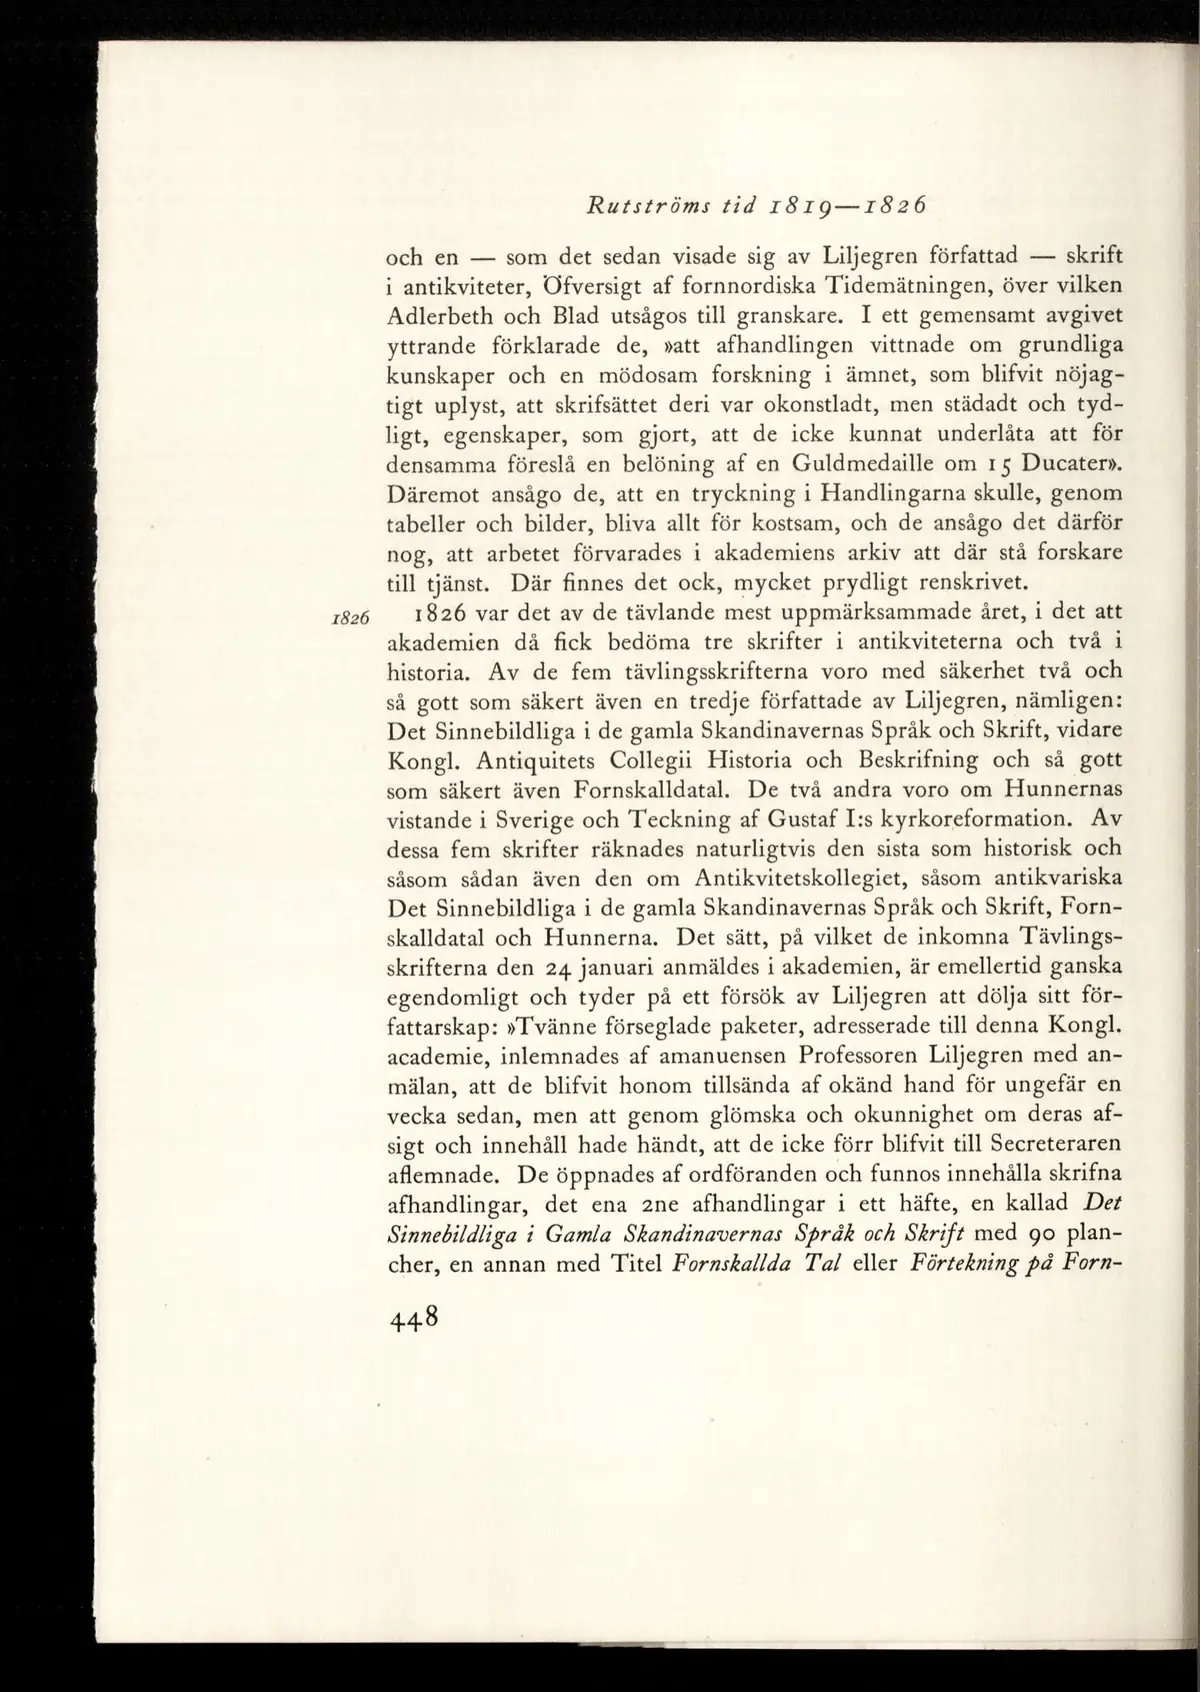 Rutströms tid 1819—1826
och en — som det sedan visade sig av Liljegren författad — skrift
i antikviteter, Öfversigt af fornnordiska Tidemätningen, över vilken
Adlerbeth och Blad utsågos till granskare. I ett gemensamt avgivet
yttrande förklarade de, »att afhandlingen vittnade om grundliga
kunskaper och en mödosam forskning i ämnet, som blifvit nöjag-
tigt uplyst, att skrifsättet deri var okonstladt, men städadt och tyd-
ligt, egenskaper, som gjort, att de icke kunnat underlåta att för
densamma föreslå en belöning af en Guldmedaille om 15 Ducater».
Däremot ansågo de, att en tryckning i Handlingarna skulle, genom
tabeller och bilder, bliva allt för kostsam, och de ansågo det därför
nog, att arbetet förvarades i akademiens arkiv att där stå forskare
till tjänst. Där finnes det ock, mycket prydligt renskrivet.
1826 1826 var det av de tävlande mest uppmärksammade året, i det att
akademien då fick bedöma tre skrifter i antikviteterna och två i
historia. Av de fem tävlingsskrifterna voro med säkerhet två och
så gott som säkert även en tredje författade av Liljegren, nämligen:
Det Sinnebildliga i de gamla Skandinavernas Språk och Skrift, vidare
Kongl. Antiquitets Collegii Historia och Beskrifning och så gott
som säkert även Fornskalldatal. De två andra voro om Hunnernas
vistande i Sverige och Teckning af Gustaf I:s kyrkoreformation. Av
dessa fem skrifter räknades naturligtvis den sista som historisk och
såsom sådan även den om Antikvitetskollegiet, såsom antikvariska
Det Sinnebildliga i de gamla Skandinavernas Språk och Skrift, Forn-
skalldatal och Hunnerna. Det sätt, på vilket de inkomna Tävlings-
skrifterna den 24 januari anmäldes i akademien, är emellertid ganska
egendomligt och tyder på ett försök av Liljegren att dölja sitt för-
fattarskap: »Tvänne förseglade paketer, adresserade till denna Kongl.
academie, inlemnades af amanuensen Professoren Liljegren med an-
mälan, att de blifvit honom tillsända af okänd hand för ungefär en
vecka sedan, men att genom glömska och okunnighet om deras af-
sigt och innehåll hade händt, att de icke förr blifvit till Secreteraren
aflemnade. De öppnades af ordföranden och funnos innehålla skrifna
afhandlingar, det ena 2ne afhandlingar i ett häfte, en kallad Det
Sinnebildliga i Gamla Skandinavernas Språk och Skrift med 90 plan-
cher, en annan med Titel Fornskallda Tal eller Förtekning på Forn-
448